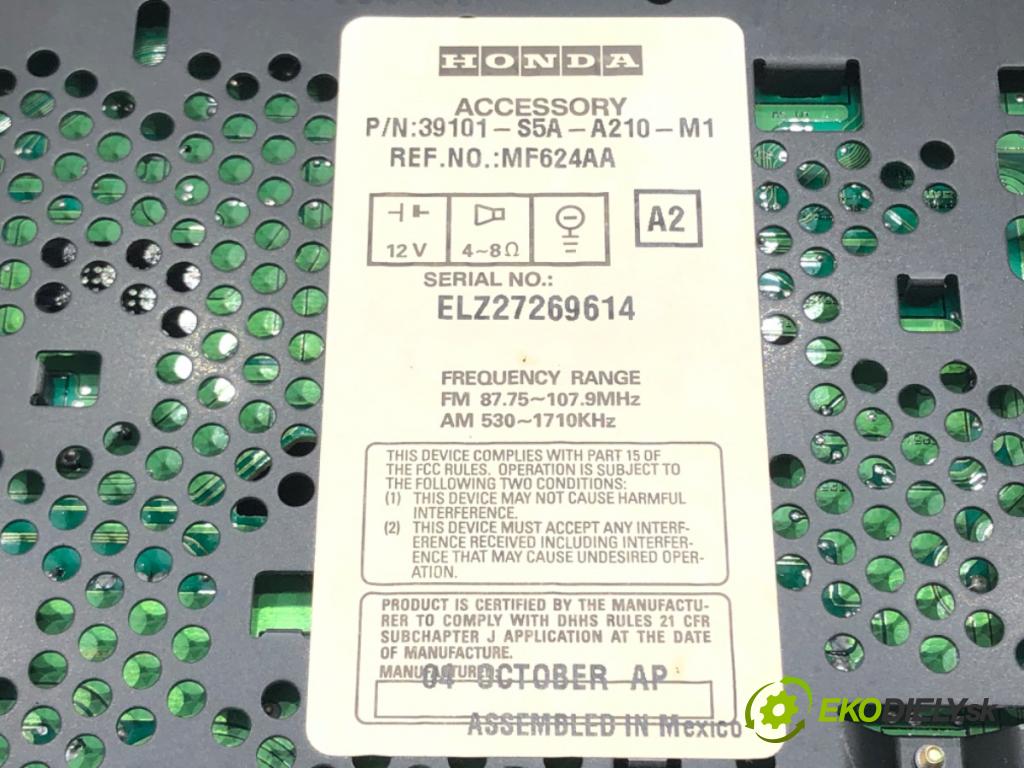 HONDA
ACCESSORY
P/N:39101-S5A-A210-M1
REF.NO.:MF624AA
12 V
4~8Ω
A2
SERIAL NO.:
ELZ27269614
FREQUENCY RANGE
FM 87.75~107.9MHz
AM 530~1710KHz
THIS DEVICE COMPLIES WITH PART 15 OF
THE FCC RULES. OPERATION IS SUBJECT TO
THE FOLLOWING TWO CONDITIONS:
(1) THIS DEVICE MAY NOT CAUSE HARMFUL
INTERFERENCE.
(2) THIS DEVICE MUST ACCEPT ANY INTERF-
ERENCE RECEIVED INCLUDING INTERFER-
ENCE THAT MAY CAUSE UNDESIRED OPER-
ATION.
PRODUCT IS CERTIFIED BY THE MANUFACTU-
RER TO COMPLY WITH DHHS RULES 21 CFR
SUBCHAPTER J APPLICATION AT THE DATE
OF MANUFACTURE.
MANUFACTURED:
04 OCTOBER AP
ASSEMBLED IN Mexico
EKODIELY.sk